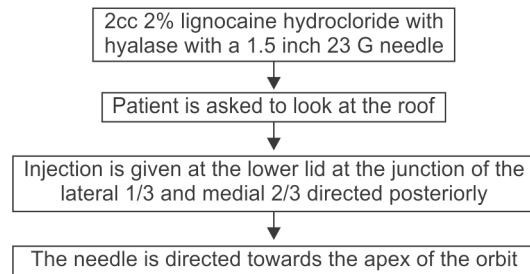 2cc 2% lignocaine hydrocloride with
hyalase with a 1.5 inch 23 G needle
Patient is asked to look at the roof
Injection is given at the lower lid at the junction of the
lateral 1/3 and medial 2/3 directed posteriorly
The needle is directed towards the apex of the orbit